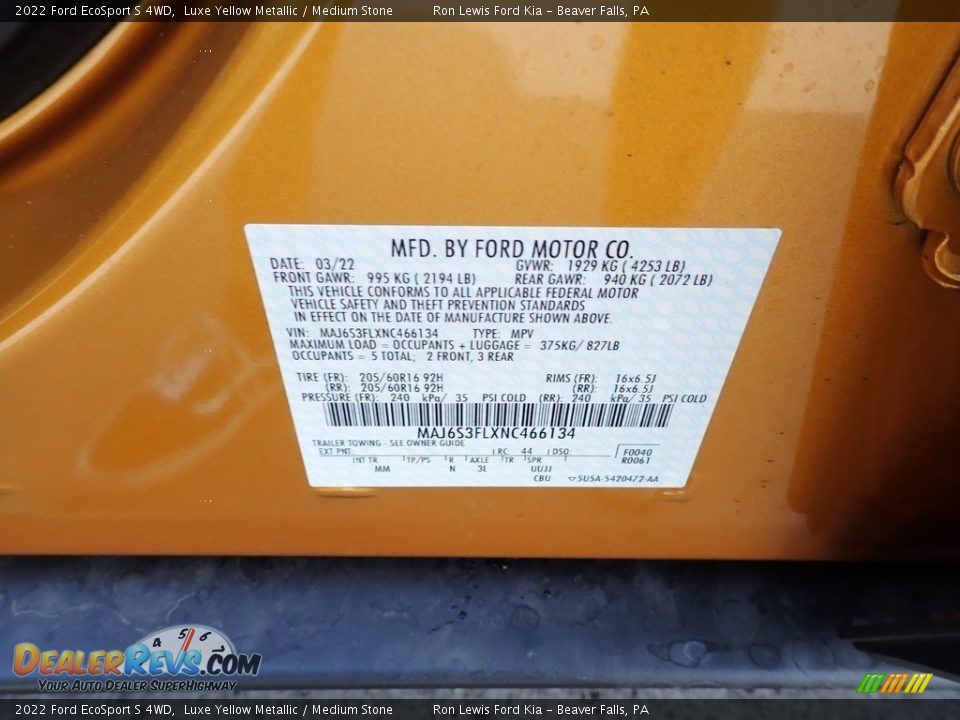 2022 Ford EcoSport S 4WD, Luxe Yellow Metallic / Medium Stone Ron Lewis Ford Kia - Beaver Falls, PA
MFD. BY FORD MOTOR CO.
DATE: 03/22 GVWR: 1929 KG ( 4253 LB)
FRONT GAWR: 995 KG ( 2194 LB) REAR GAWR: 940 KG ( 2072 LB)
THIS VEHICLE CONFORMS TO ALL APPLICABLE FEDERAL MOTOR
VEHICLE SAFETY AND THEFT PREVENTION STANDARDS
IN EFFECT ON THE DATE OF MANUFACTURE SHOWN ABOVE.
VIN: MAJ6S3FLXNC466134 TYPE: MPV
MAXIMUM LOAD = OCCUPANTS + LUGGAGE = 375KG/ 827LB
OCCUPANTS = 5 TOTAL; 2 FRONT, 3 REAR
TIRE (FR): 205/60R16 92H RIMS (FR): 16x6.5J
(RR): 205/60R16 92H (RR): 16x6.5J
PRESSURE (FR): 240 kPa/ 35 PSI COLD (RR): 240 kPa/ 35 PSI COLD
MAJ6S3FLXNC466134
TRAILER TOWING - SEE OWNER GUIDE
EXT PNT: RC: 44 DSO: F0040
INT TR TP/PS R AXLE TR SPR R0061
MM N 3L UUJJ
CBU 5U5A-5420472-AA
4 5 6
DEALERREVS.COM
YOUR AUTO DEALER SUPERHIGHWAY
2022 Ford EcoSport S 4WD, Luxe Yellow Metallic / Medium Stone Ron Lewis Ford Kia - Beaver Falls, PA